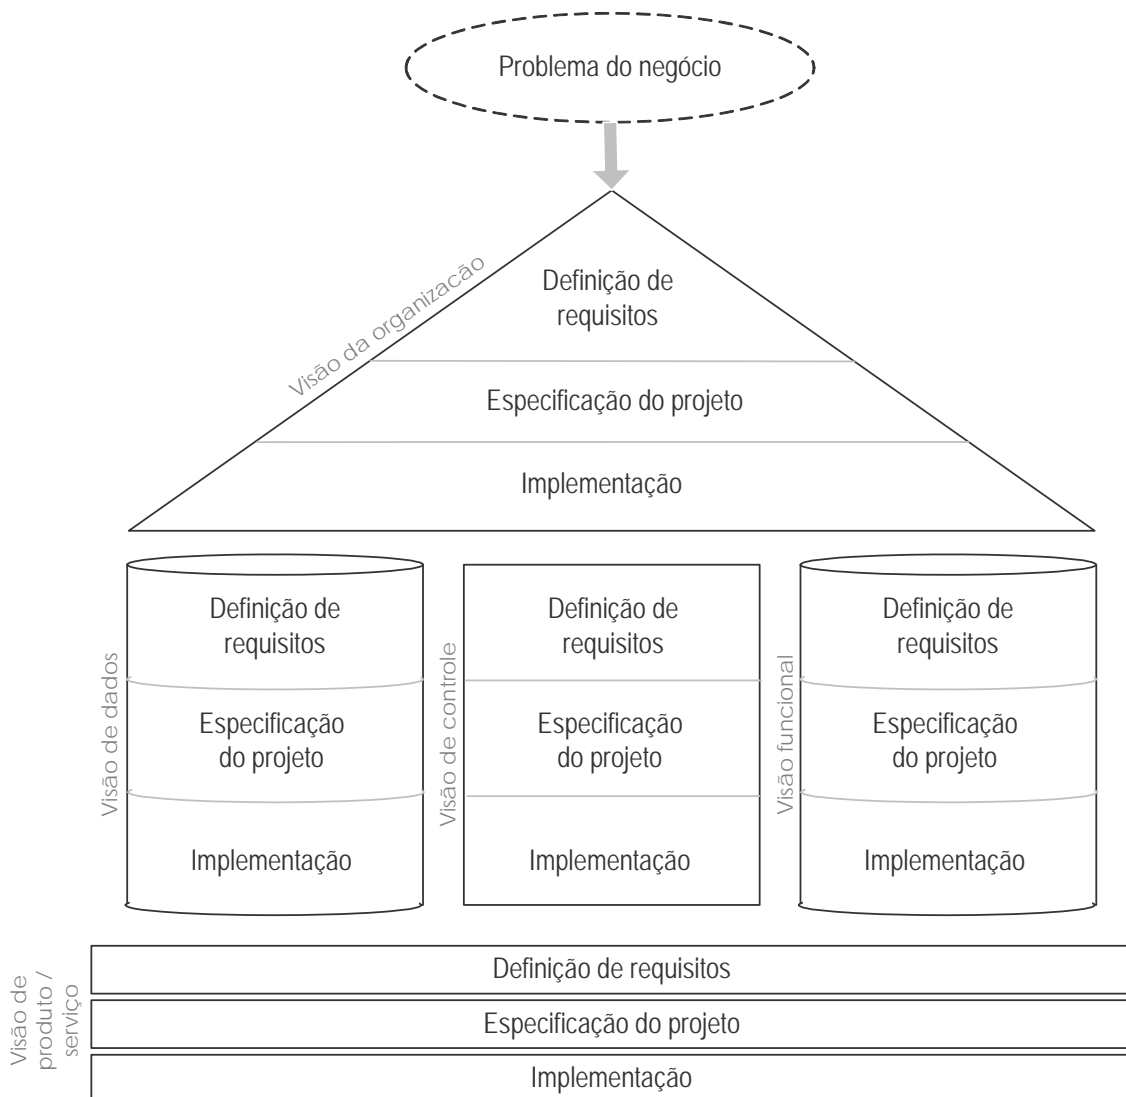 Problema do negócio
Visão da organizacão
Definição de
requisitos
Especificação do projeto
Implementação
Visão de dados
Definição de
requisitos
Especificação
do projeto
Implementação
Visão de controle
Definição de
requisitos
Especificação
do projeto
Implementação
Visão funcional
Definição de
requisitos
Especificação
do projeto
Implementação
Visão de
produto /
serviço
Definição de requisitos
Especificação do projeto
Implementação